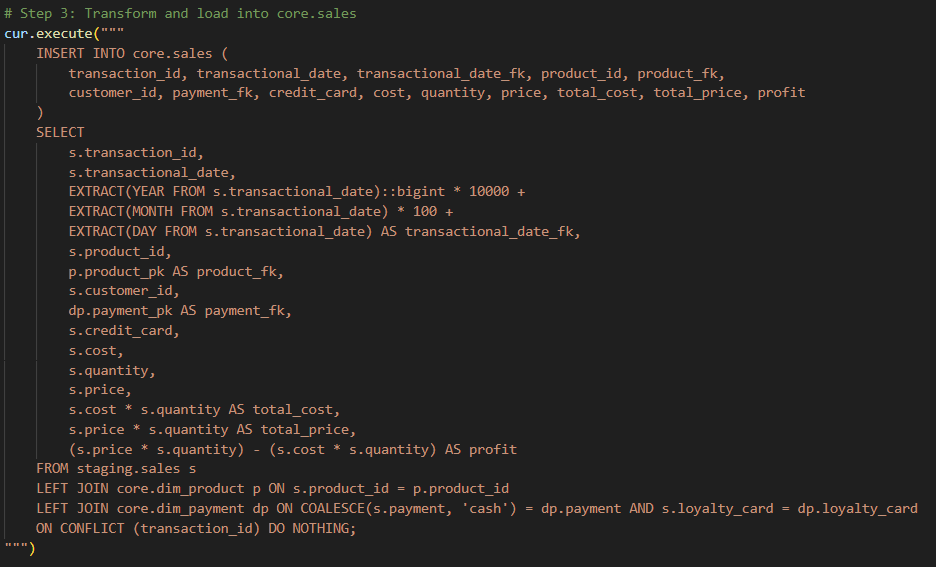 # Step 3: Transform and load into core.sales
cur.execute("""
    INSERT INTO core.sales (
        transaction_id, transactional_date, transactional_date_fk, product_id, product_fk,
        customer_id, payment_fk, credit_card, cost, quantity, price, total_cost, total_price, profit
    )
    SELECT
        s.transaction_id,
        s.transactional_date,
        EXTRACT(YEAR FROM s.transactional_date)::bigint * 10000 +
        EXTRACT(MONTH FROM s.transactional_date) * 100 +
        EXTRACT(DAY FROM s.transactional_date) AS transactional_date_fk,
        s.product_id,
        p.product_pk AS product_fk,
        s.customer_id,
        dp.payment_pk AS payment_fk,
        s.credit_card,
        s.cost,
        s.quantity,
        s.price,
        s.cost * s.quantity AS total_cost,
        s.price * s.quantity AS total_price,
        (s.price * s.quantity) - (s.cost * s.quantity) AS profit
    FROM staging.sales s
    LEFT JOIN core.dim_product p ON s.product_id = p.product_id
    LEFT JOIN core.dim_payment dp ON COALESCE(s.payment, 'cash') = dp.payment AND s.loyalty_card = dp.loyalty_card
    ON CONFLICT (transaction_id) DO NOTHING;
""")